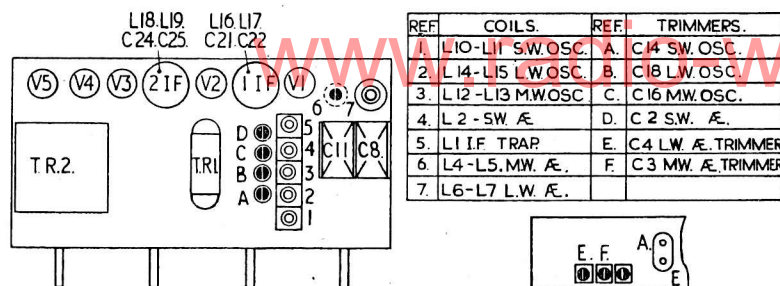 L18.L19. L16.L17.
C24.C25. C21.C22
V5 V4 V3 2 IF V2 1 IF V1
6 7
T.R.2. TR1 C11 C8.
D 5
C 4
B 3
A 2
1
REF COILS. REF. TRIMMERS.
1. L10-L11 S.W.OSC. A. C14 S.W. OSC.
2. L14-L15 L.W.OSC. B. C18 L.W.OSC.
3. L12-L13 M.W.OSC C. C16 M.W.OSC.
4. L2-SW Æ. D. C2 S.W. Æ.
5. L1 I.F. TRAP. E. C4 L.W. Æ.TRIMMER
6. L4-L5.M.W. Æ. F. C3 MW. Æ.TRIMMER
7. L6-L7 L.W. Æ.
E. F. A.
E
www.radio-w